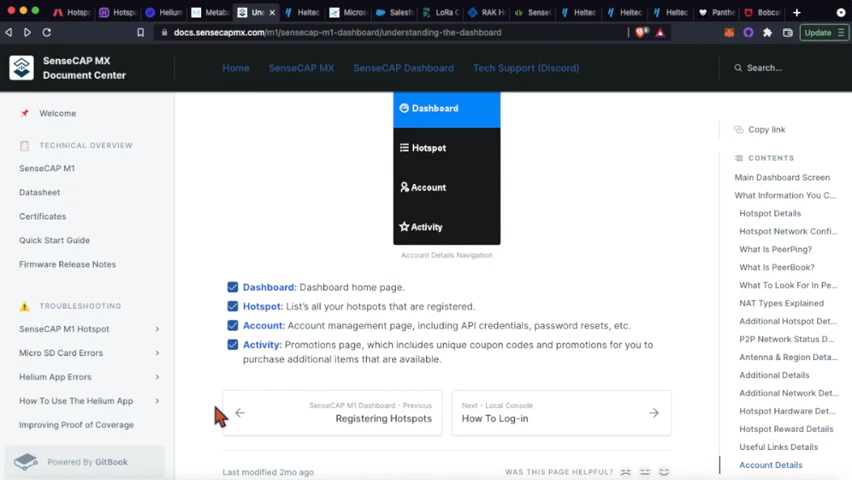 Hotsp
Hotsp
Helium
Metab
Un
Heltec
Micros
Salesf
LoRa C
RAK H
Sense
Heltec
Heltec
Heltec
Panthe
Bobca
docs.sensecapmx.com/m1/sensecap-m1-dashboard/understanding-the-dashboard
Update
SenseCAP MX
Document Center
Home
SenseCAP MX
SenseCAP Dashboard
Tech Support (Discord)
Search...
Welcome
TECHNICAL OVERVIEW
SenseCAP M1
Datasheet
Certificates
Quick Start Guide
Firmware Release Notes
TROUBLESHOOTING
SenseCAP M1 Hotspot
Micro SD Card Errors
Helium App Errors
How To Use The Helium App
Improving Proof of Coverage
Powered By GitBook
Dashboard
Hotspot
Account
Activity
Account Details Navigation
Dashboard: Dashboard home page.
Hotspot: List's all your hotspots that are registered.
Account: Account management page, including API credentials, password resets, etc.
Activity: Promotions page, which includes unique coupon codes and promotions for you to
purchase additional items that are available.
SenseCAP M1 Dashboard - Previous
Registering Hotspots
Next - Local Console
How To Log-in
Last modified 2mo ago
WAS THIS PAGE HELPFUL?
Copy link
CONTENTS
Main Dashboard Screen
What Information You C...
Hotspot Details
Hotspot Network Confi...
What Is PeerPing?
What Is PeerBook?
What To Look For In Pe...
NAT Types Explained
Additional Hotspot Det...
P2P Network Status D...
Antenna & Region Deta...
Additional Details
Additional Network Det...
Hotspot Hardware Det...
Hotspot Reward Details
Useful Links Details
Account Details